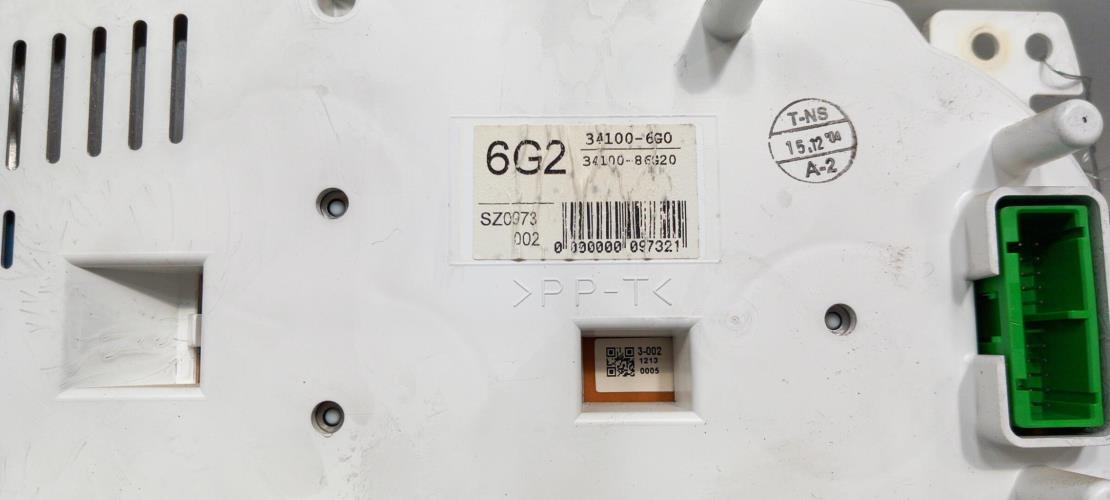 6G2
34100-6G0
34100-86G20
SZ0973
002
0 000000 097321
T-NS
15.12 '04
A-2
>PP-T<
3-002
1213
0005